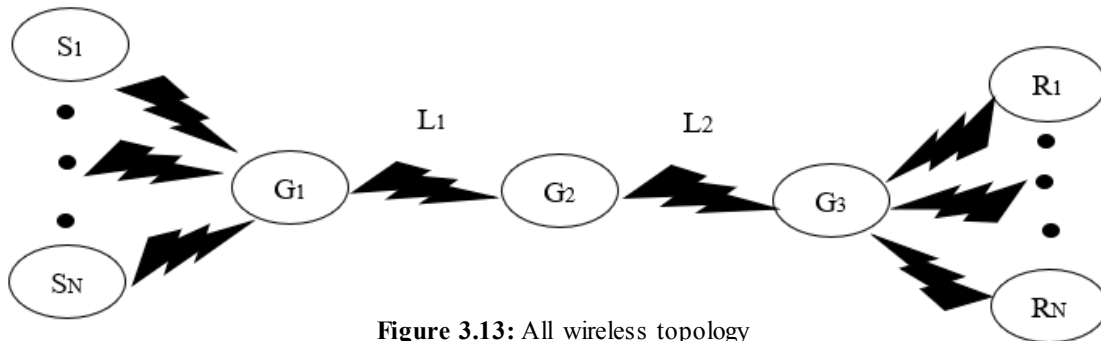 S1
R1
L1
L2
G1
G2
G3
SN
RN
Figure 3.13: All wireless topology